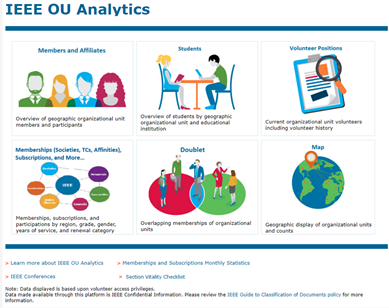 IEEE OU Analytics
Members and Affiliates
Overview of geographic organizational unit
members and participants
Students
Overview of students by geographic
organizational unit and educational
institution
Volunteer Positions
Current organizational unit volunteers
including volunteer history
Memberships (Societies, TCs, Affinities),
Subscriptions, and More...
IEEE
Memberships, subscriptions, and
participations by region, grade, gender,
years of service, and renewal category
Doublet
Overlapping memberships of organizational
units
Map
Geographic display of organizational units
and counts
> Learn more about IEEE OU Analytics
> Memberships and Subscriptions Monthly Statistics
> IEEE Conferences
> Section Vitality Checklist
Note: Data displayed is based upon volunteer access privileges.
Data made available through this platform is IEEE Confidential Information. Please review the IEEE Guide to Classification of Documents policy for more
information.